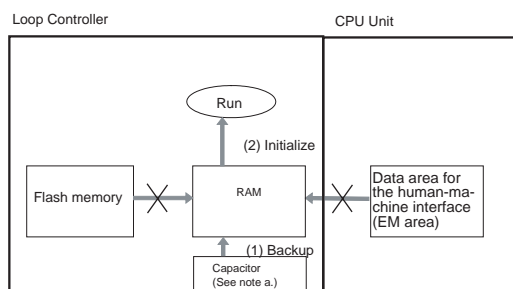 Loop Controller
CPU Unit
Run
(2) Initialize
Flash memory
RAM
Data area for
the human-ma-
chine interface
(EM area)
(1) Backup
Capacitor
(See note a.)